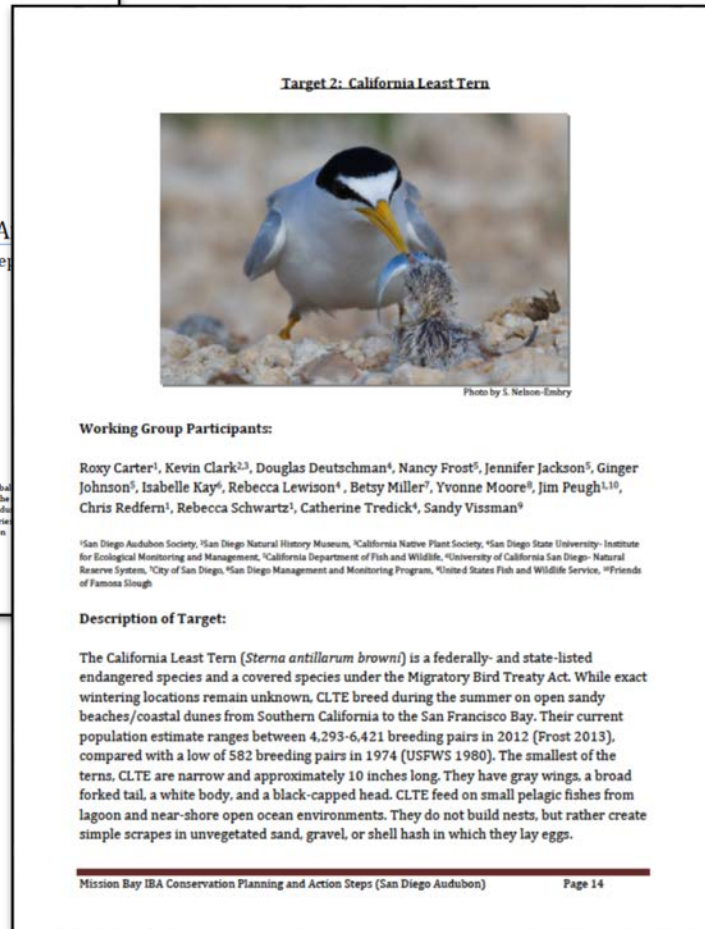 Target 2: California Least Tern
Photo by S. Nelson-Embry
Working Group Participants:
Roxy Carter¹, Kevin Clark²,³, Douglas Deutschman⁴, Nancy Frost⁵, Jennifer Jackson⁵, Ginger
Johnson⁵, Isabelle Kay⁶, Rebecca Lewison⁴ , Betsy Miller⁷, Yvonne Moore⁸, Jim Peugh¹,¹⁰,
Chris Redfern¹, Rebecca Schwartz¹, Catherine Tredick⁴, Sandy Vissman⁹
¹San Diego Audubon Society, ²San Diego Natural History Museum, ³California Native Plant Society, ⁴San Diego State University- Institute
for Ecological Monitoring and Management, ⁵California Department of Fish and Wildlife, ⁶University of California San Diego- Natural
Reserve System, ⁷City of San Diego, ⁸San Diego Management and Monitoring Program, ⁹United States Fish and Wildlife Service, ¹⁰Friends
of Famosa Slough
Description of Target:
The California Least Tern (Sterna antillarum browni) is a federally- and state-listed
endangered species and a covered species under the Migratory Bird Treaty Act. While exact
wintering locations remain unknown, CLTE breed during the summer on open sandy
beaches/coastal dunes from Southern California to the San Francisco Bay. Their current
population estimate ranges between 4,293-6,421 breeding pairs in 2012 (Frost 2013),
compared with a low of 582 breeding pairs in 1974 (USFWS 1980). The smallest of the
terns, CLTE are narrow and approximately 10 inches long. They have gray wings, a broad
forked tail, a white body, and a black-capped head. CLTE feed on small pelagic fishes from
lagoon and near-shore open ocean environments. They do not build nests, but rather create
simple scrapes in unvegetated sand, gravel, or shell hash in which they lay eggs.
Mission Bay IBA Conservation Planning and Action Steps (San Diego Audubon) Page 14